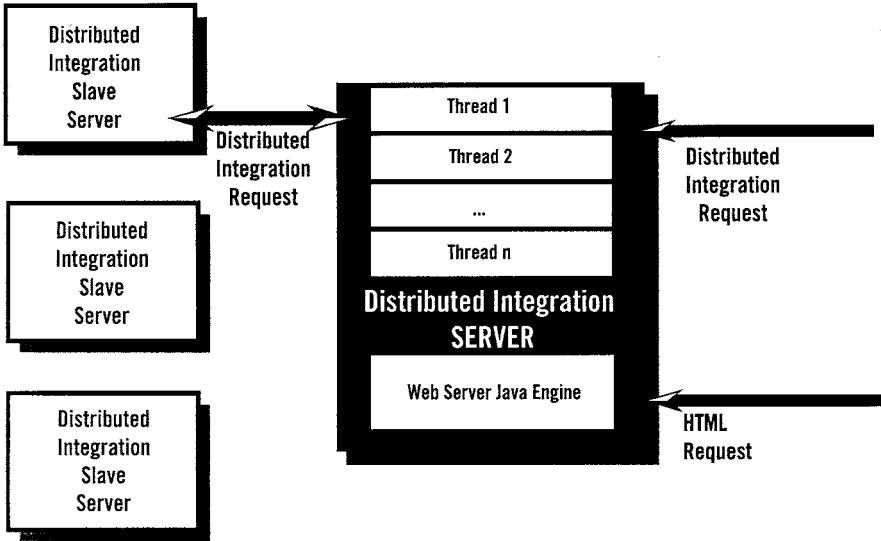 Distributed
Integration
Slave
Server
Distributed
Integration
Request
Distributed
Integration
Slave
Server
Distributed
Integration
Slave
Server
Thread 1
Thread 2
...
Thread n
Distributed Integration
SERVER
Web Server Java Engine
Distributed
Integration
Request
HTML
Request